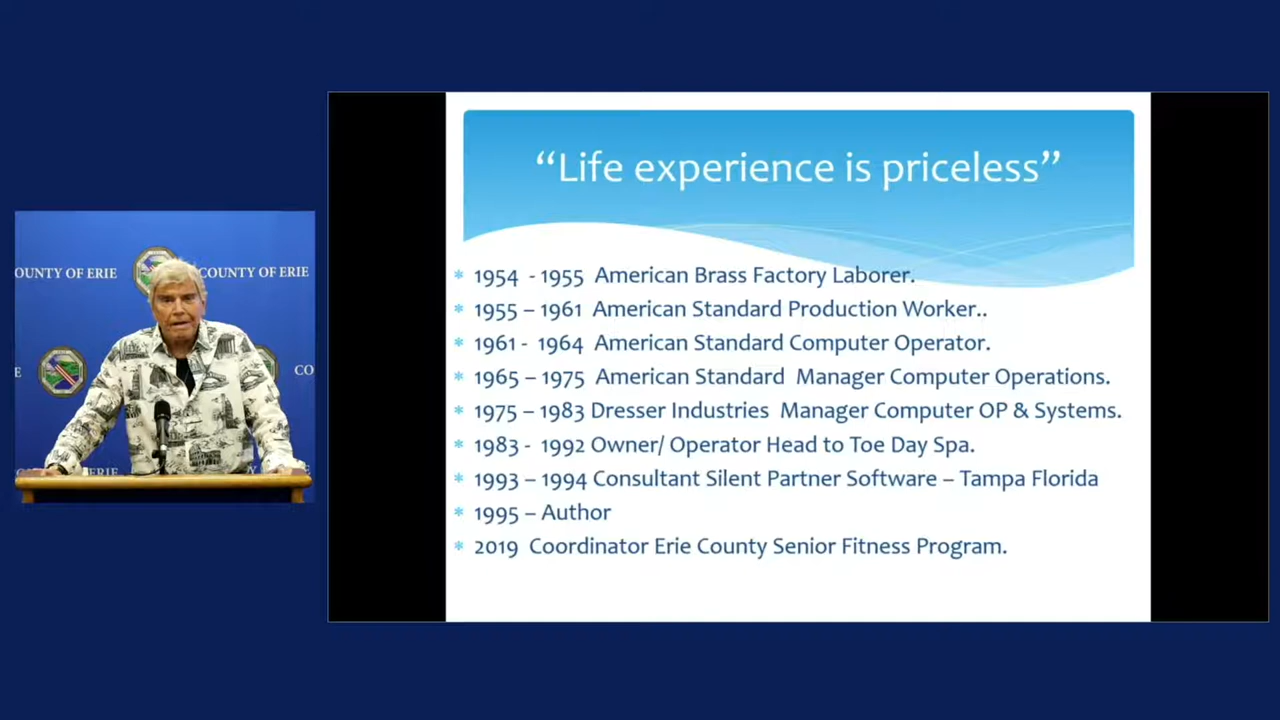 “Life experience is priceless”
OUNTY OF ERIE
COUNTY OF ERIE
E
CO
ERIE
* 1954 - 1955 American Brass Factory Laborer.
* 1955 – 1961 American Standard Production Worker..
* 1961 - 1964 American Standard Computer Operator.
* 1965 – 1975 American Standard Manager Computer Operations.
* 1975 – 1983 Dresser Industries Manager Computer OP & Systems.
* 1983 - 1992 Owner/ Operator Head to Toe Day Spa.
* 1993 – 1994 Consultant Silent Partner Software – Tampa Florida
* 1995 – Author
* 2019 Coordinator Erie County Senior Fitness Program.